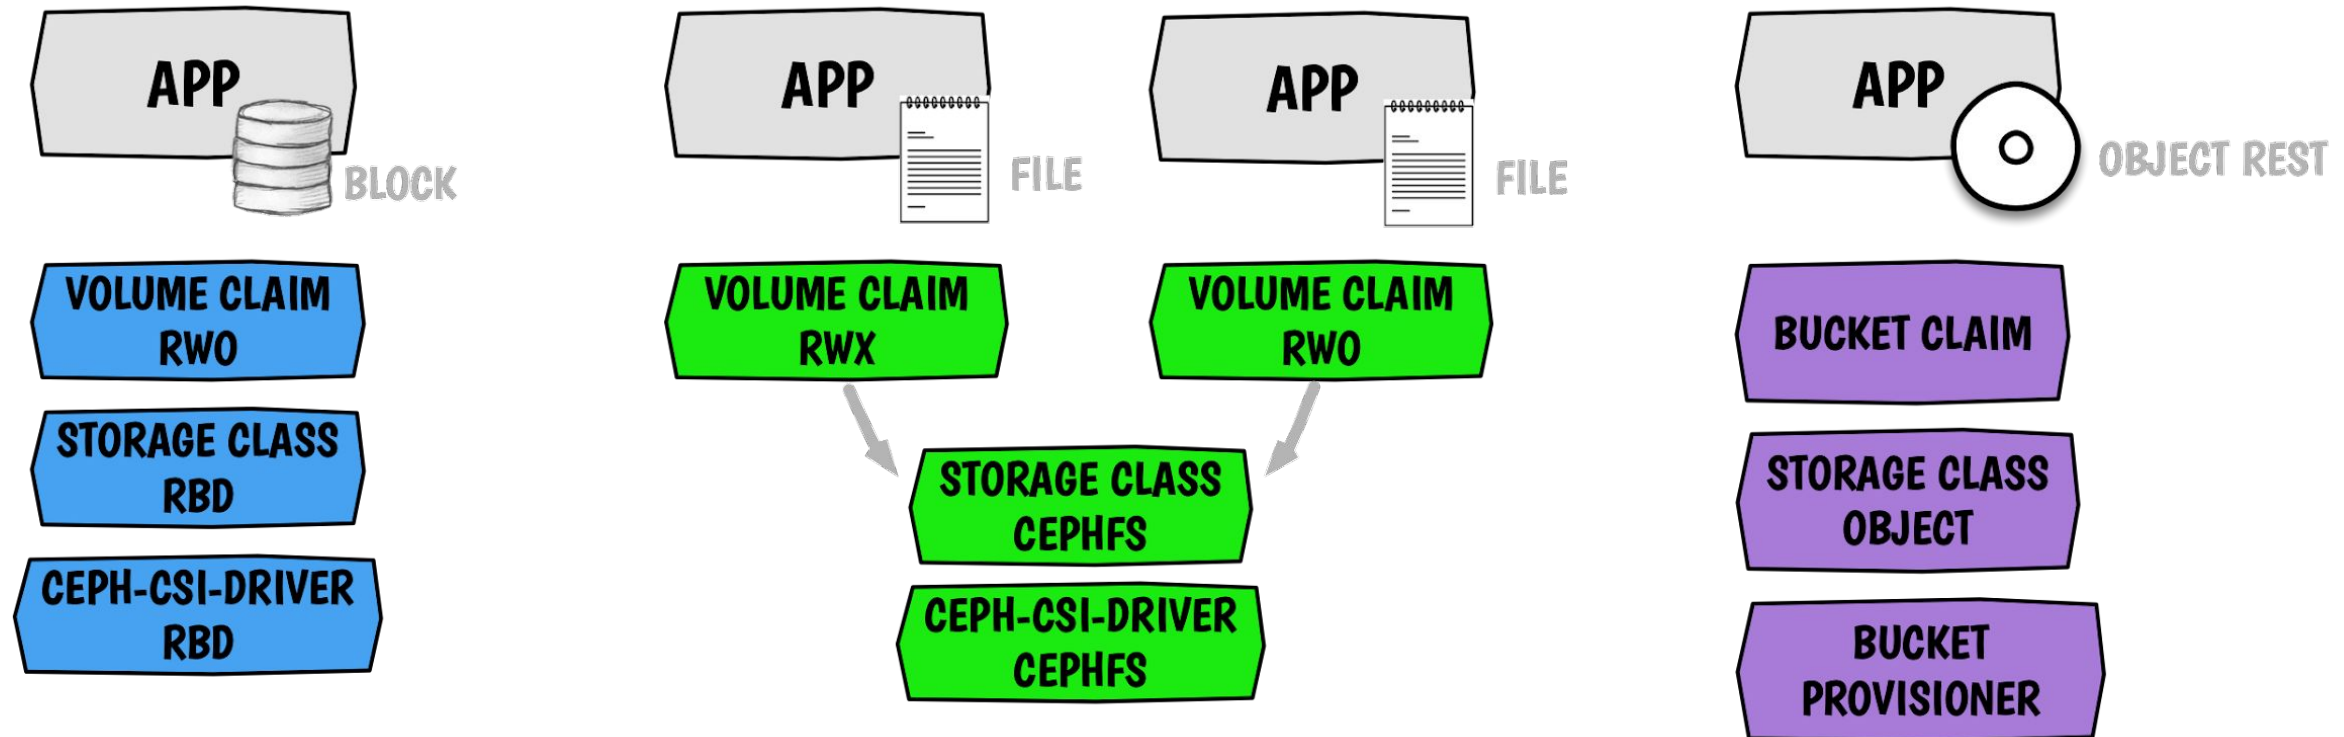 APP
BLOCK
VOLUME CLAIM
RWO
STORAGE CLASS
RBD
CEPH-CSI-DRIVER
RBD
APP
FILE
VOLUME CLAIM
RWX
APP
FILE
VOLUME CLAIM
RWO
STORAGE CLASS
CEPHFS
CEPH-CSI-DRIVER
CEPHFS
APP
OBJECT REST
BUCKET CLAIM
STORAGE CLASS
OBJECT
BUCKET
PROVISIONER